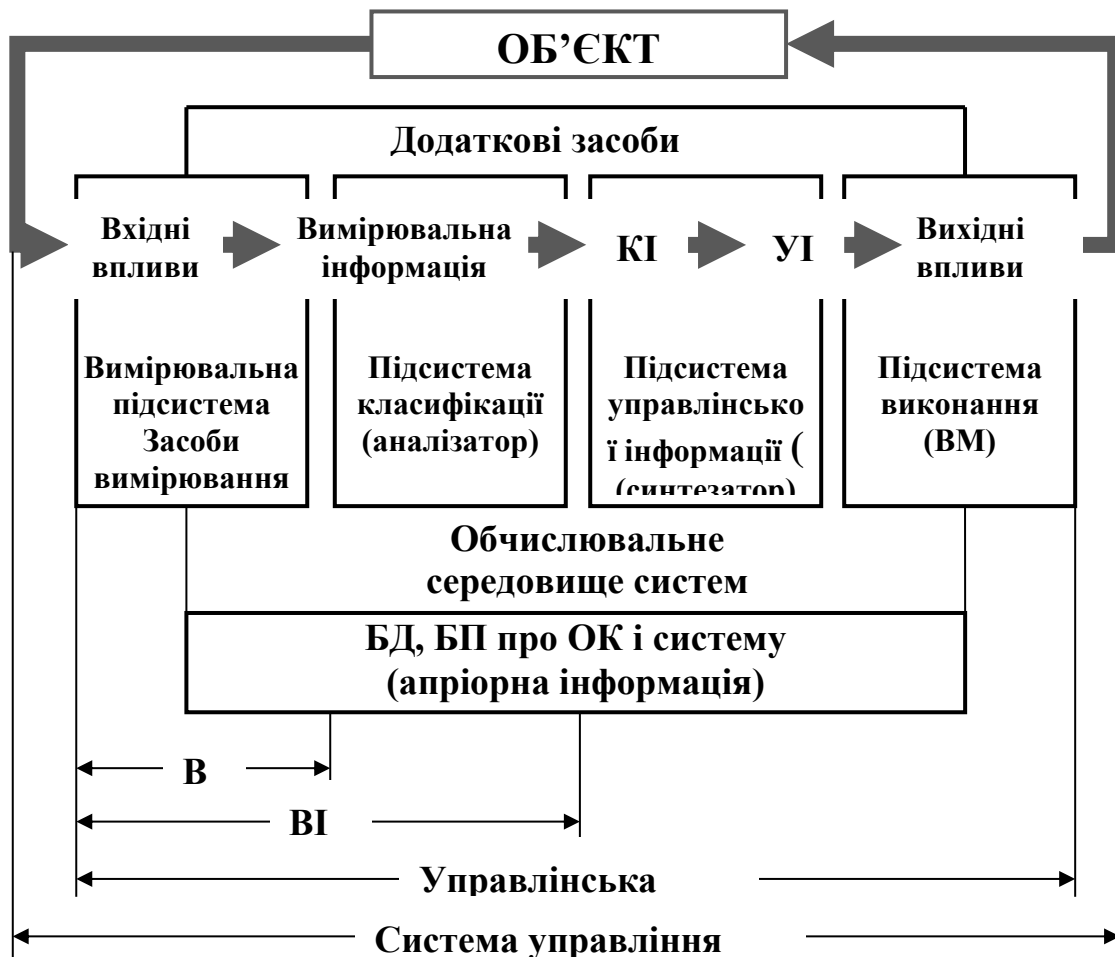 ОБ’ЄКТ
Додаткові засоби
Вхідні
впливи
Вимірювальна
інформація
КІ
УІ
Вихідні
впливи
Вимірювальна
підсистема
Засоби
вимірювання
Підсистема
класифікації
(аналізатор)
Підсистема
управлінсько
ї інформації (
(синтезатор)
Підсистема
виконання
(ВМ)
Обчислювальне
середовище систем
БД, БП про ОК і систему
(апріорна інформація)
В
ВІ
Управлінська
Система управління